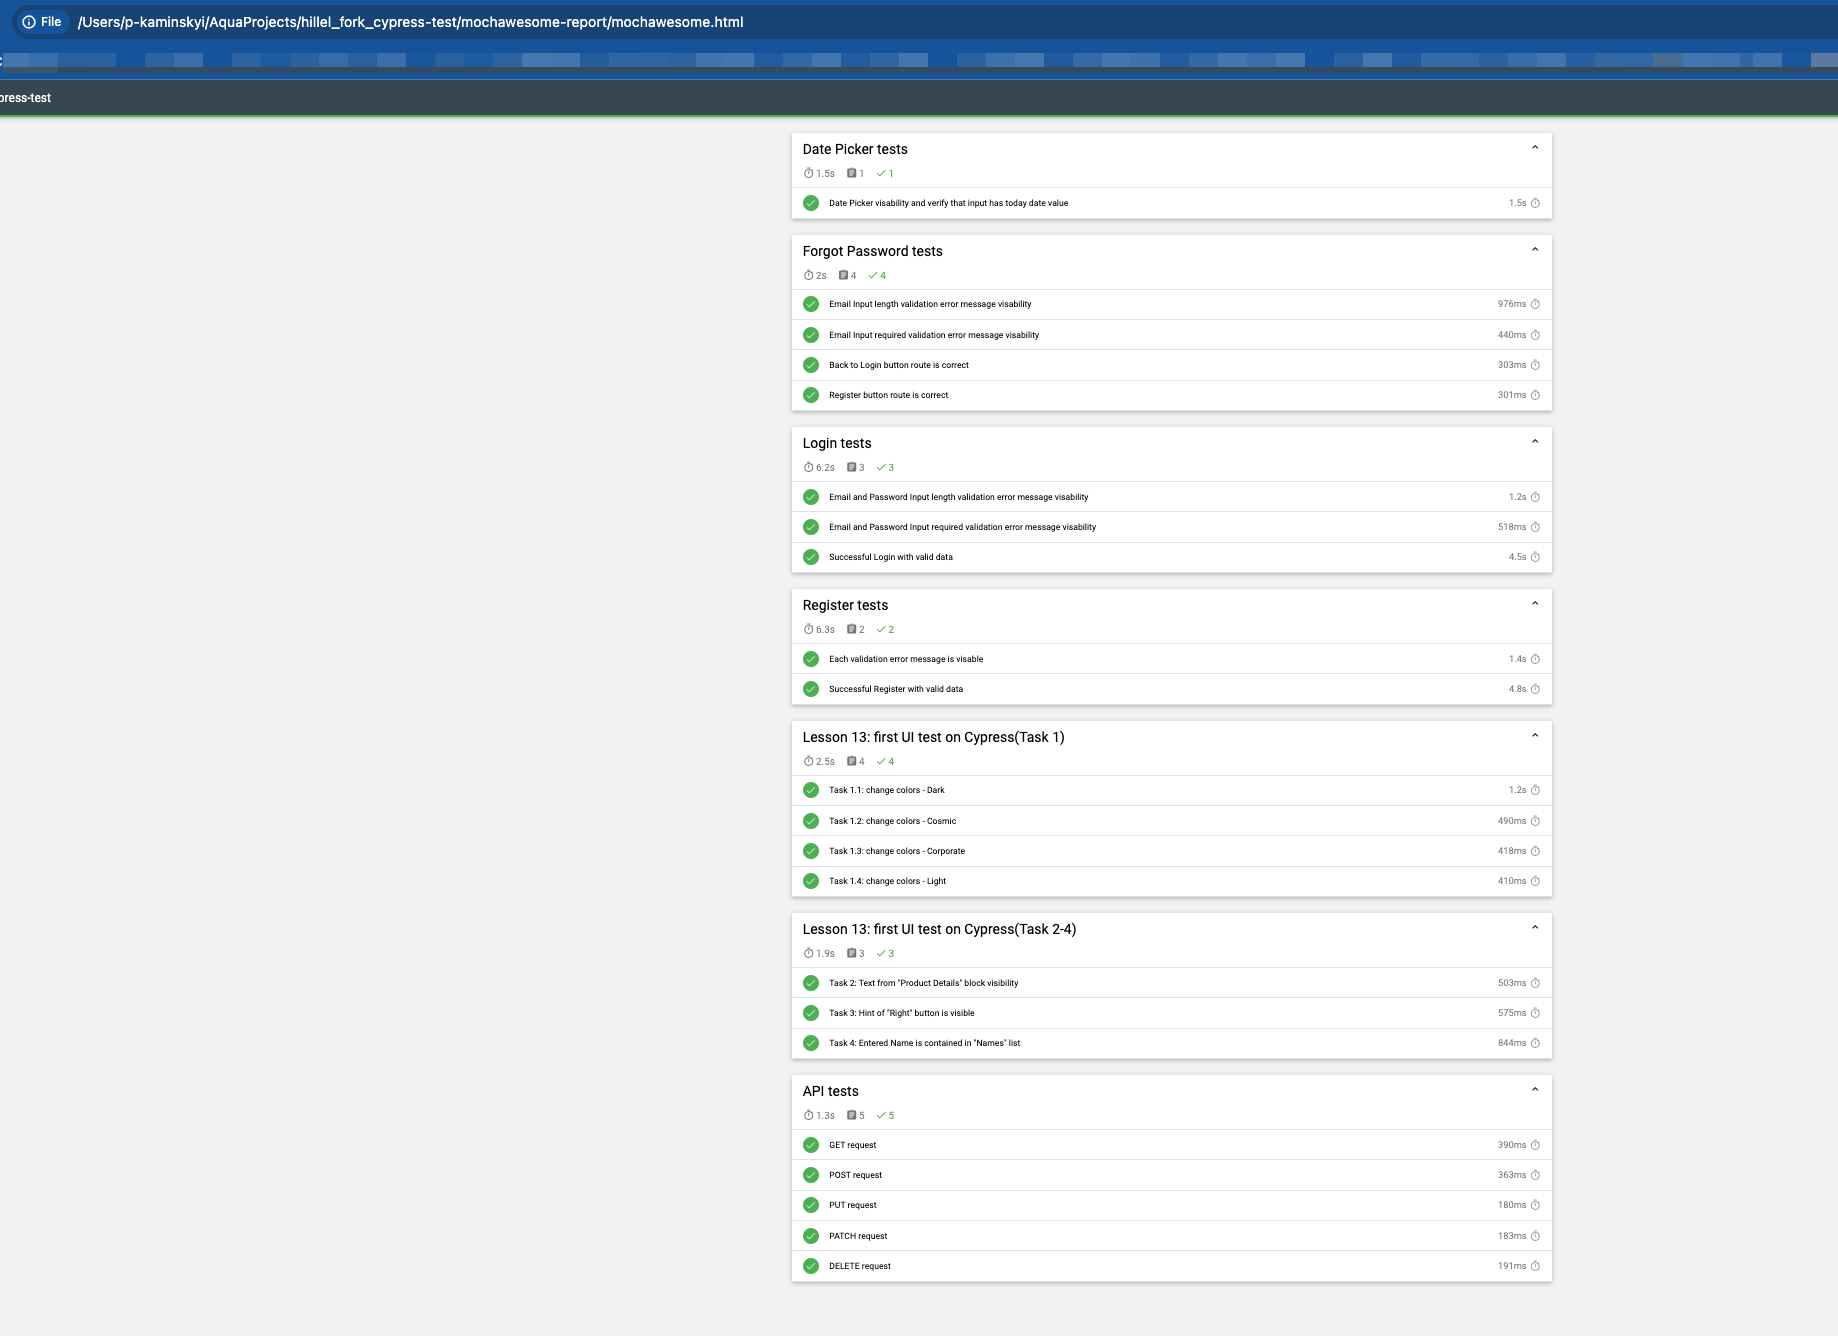 File /Users/p-kaminskyi/AquaProjects/hillel_fork_cypress-test/mochawesome-report/mochawesome.html
press-test
Date Picker tests
1.5s 1 1
Date Picker visability and verify that input has today date value 1.5s
Forgot Password tests
2s 4 4
Email Input length validation error message visability 976ms
Email Input required validation error message visability 440ms
Back to Login button route is correct 303ms
Register button route is correct 301ms
Login tests
6.2s 3 3
Email and Password Input length validation error message visability 1.2s
Email and Password Input required validation error message visability 518ms
Successful Login with valid data 4.5s
Register tests
6.3s 2 2
Each validation error message is visable 1.4s
Successful Register with valid data 4.8s
Lesson 13: first UI test on Cypress(Task 1)
2.5s 4 4
Task 1.1: change colors - Dark 1.2s
Task 1.2: change colors - Cosmic 490ms
Task 1.3: change colors - Corporate 418ms
Task 1.4: change colors - Light 410ms
Lesson 13: first UI test on Cypress(Task 2-4)
1.9s 3 3
Task 2: Text from "Product Details" block visibility 503ms
Task 3: Hint of "Right" button is visible 575ms
Task 4: Entered Name is contained in "Names" list 844ms
API tests
1.3s 5 5
GET request 390ms
POST request 363ms
PUT request 180ms
PATCH request 183ms
DELETE request 191ms